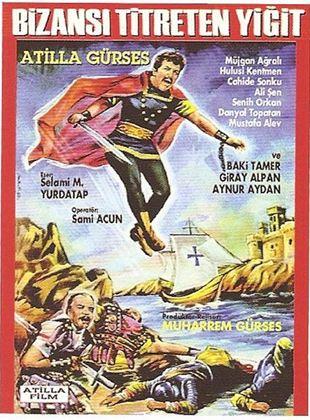 BİZANSI TİTRETEN YİĞİT
ATİLLA GÜRSES
Müjgan Ağralı
Hulusi Kentmen
Cahide Sonku
Ali Şen
Senih Orkan
Danyal Topatan
Mustafa Alev
ve
BAKİ TAMER
GİRAY ALPAN
AYNUR AYDAN
Eser:
Selami M.
YURDATAP
Operatör:
Sami ACUN
Prodüktör Rejisör:
MUHARREM GÜRSES
ATİLLA
FİLM